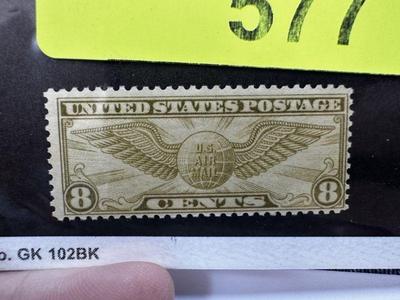 577
UNITED STATES POSTAGE
U.S.
AIR
MAIL
8 CENTS 8
o. GK 102BK